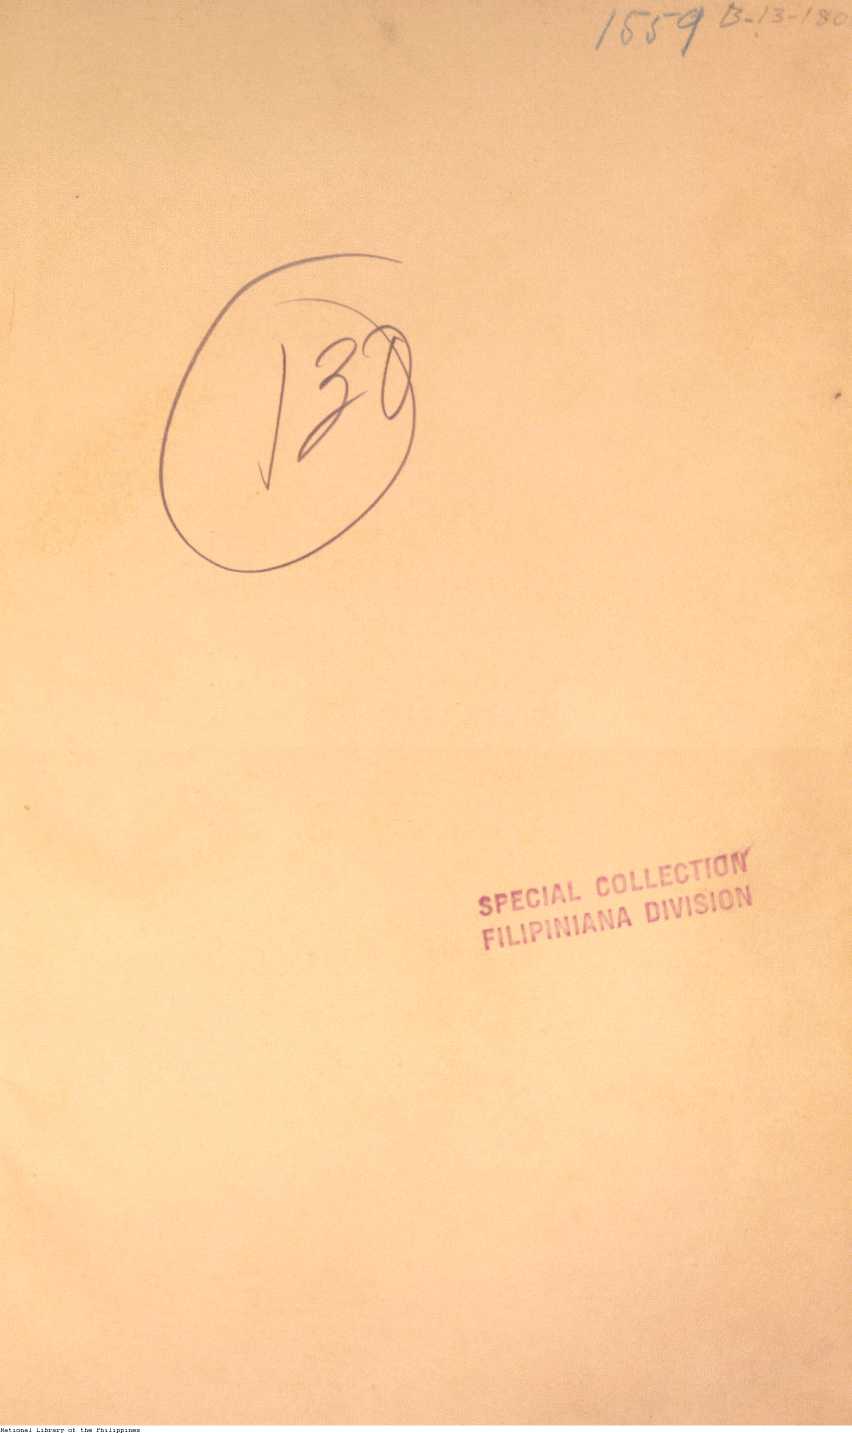 1559 B-13-180
130
SPECIAL COLLECTION
FILIPINIANA DIVISION
National Library of the Philippines